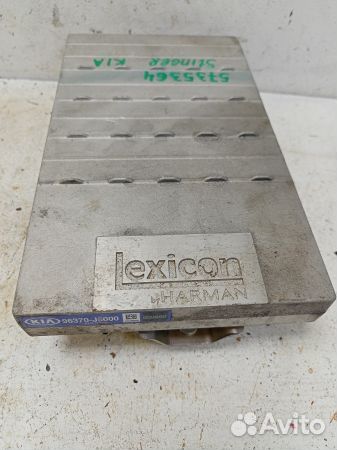 STINGER KIA
5735364
Lexicon
by HARMAN
KIA 96370-J5000
Avito